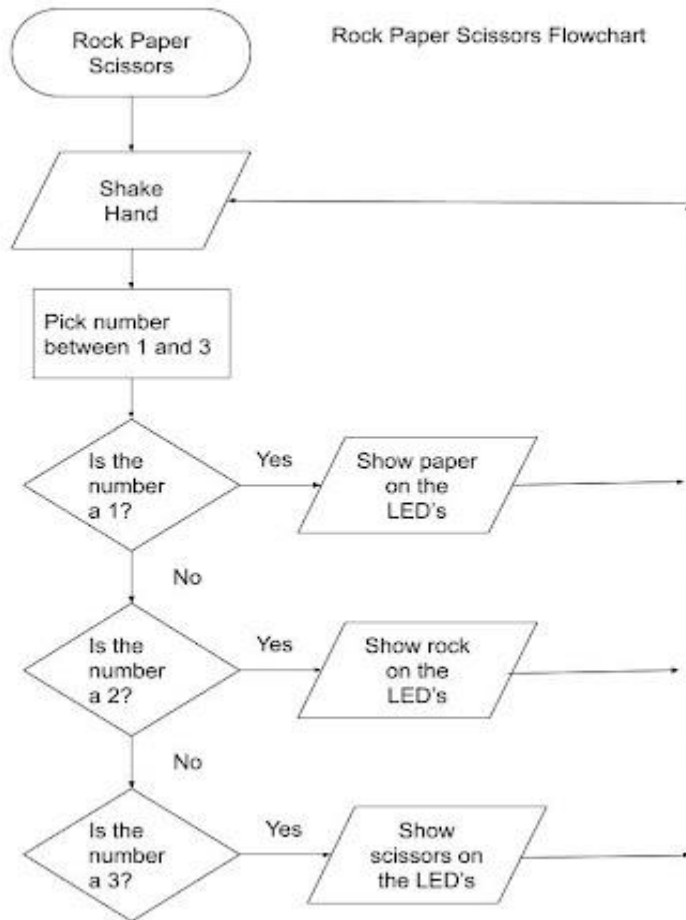 Rock Paper
Scissors
Rock Paper Scissors Flowchart
Shake
Hand
Pick number
between 1 and 3
Is the
number
a 1?
Yes
Show paper
on the
LED's
No
Is the
number
a 2?
Yes
Show rock
on the
LED's
No
Is the
number
a 3?
Yes
Show
scissors on
the LED's